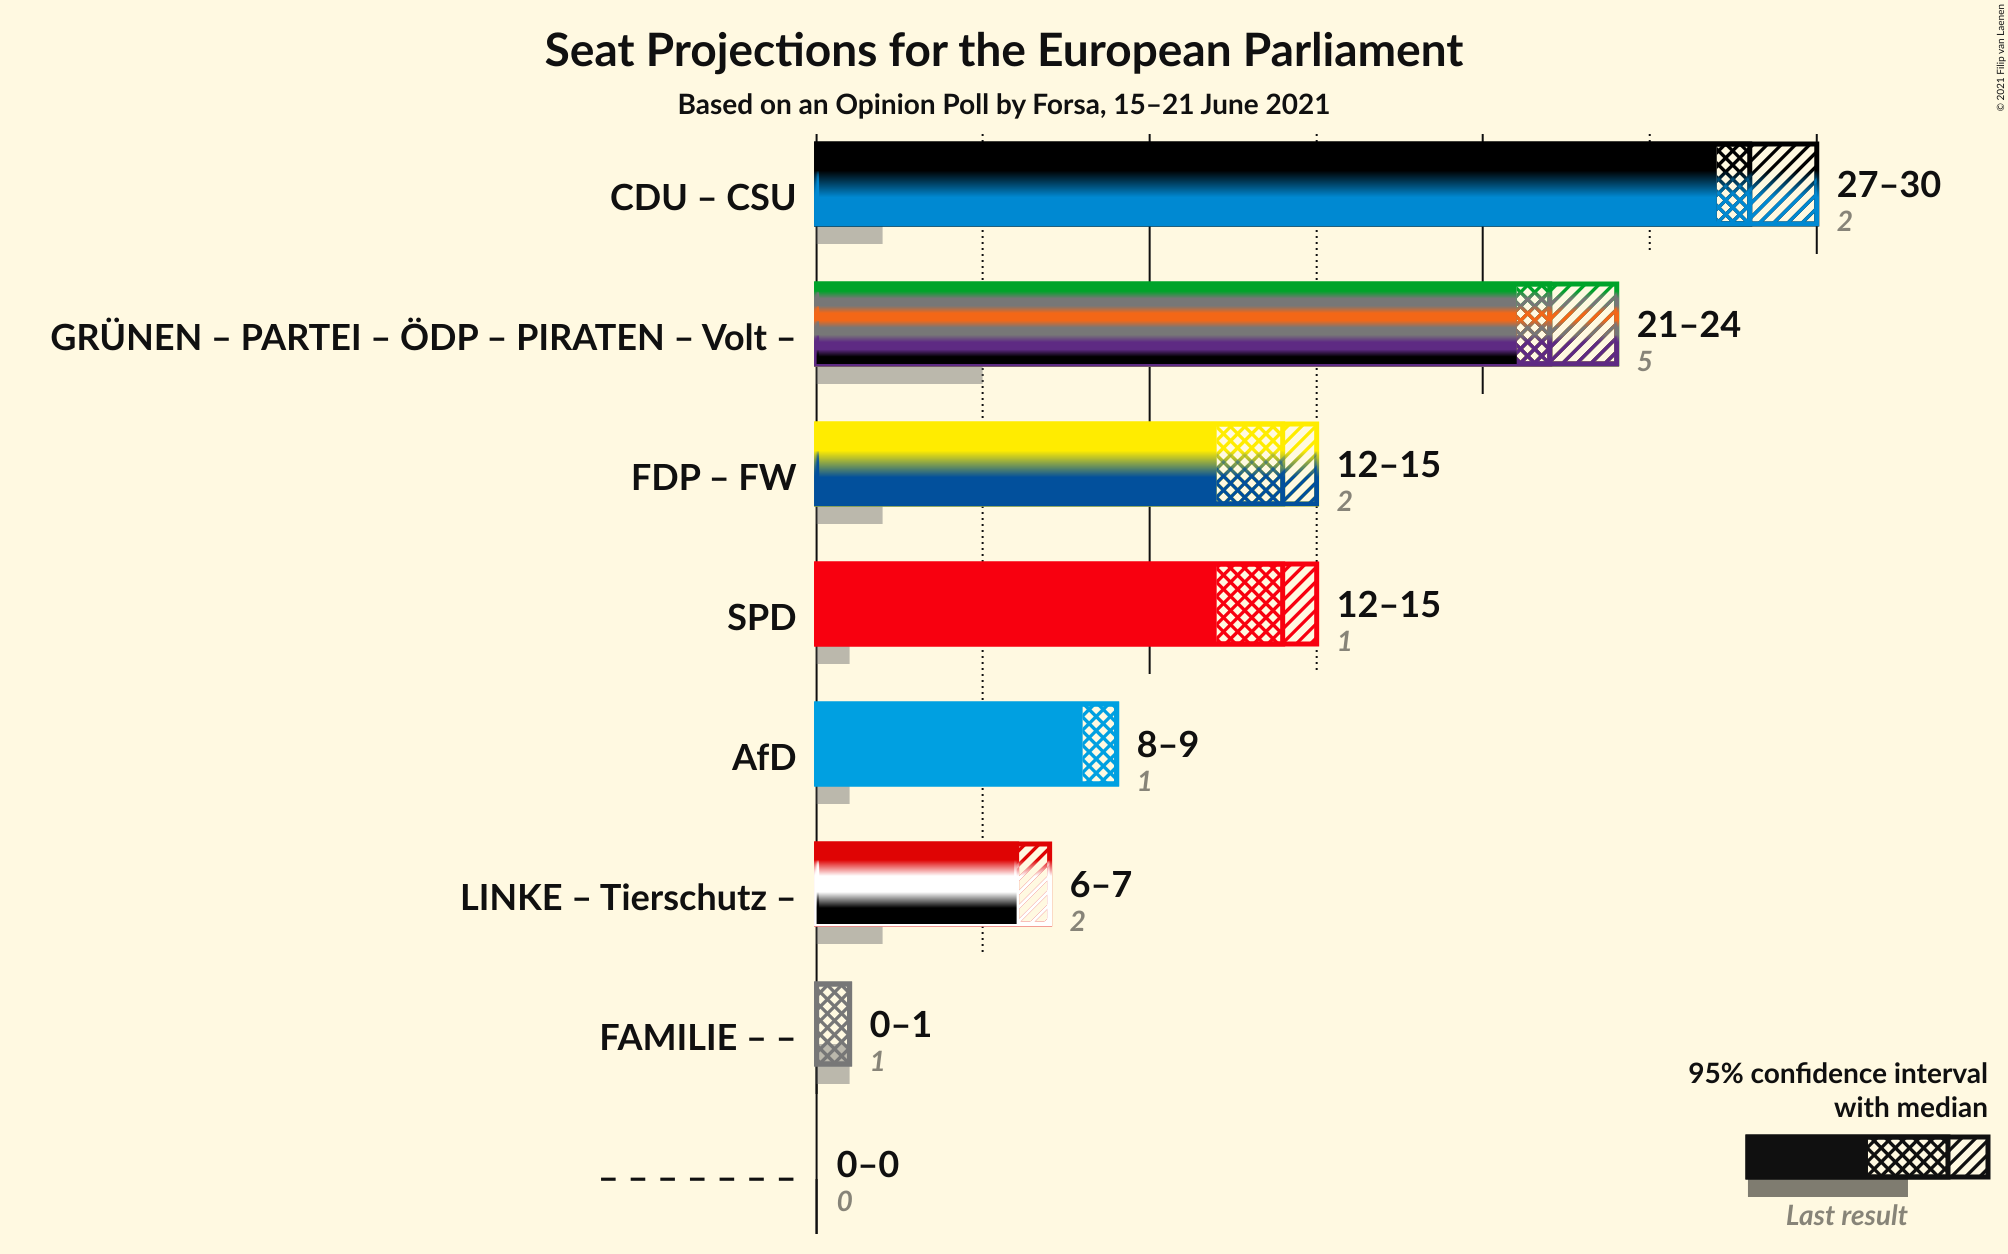 Seat Projections for the European Parliament
Based on an Opinion Poll by Forsa, 15–21 June 2021
© 2021 Filip van Laenen
CDU – CSU
27–30
2
GRÜNEN – PARTEI – ÖDP – PIRATEN – Volt –
21–24
5
FDP – FW
12–15
2
SPD
12–15
1
AfD
8–9
1
LINKE – Tierschutz –
6–7
2
FAMILIE – –
0–1
1
– – – – – – –
0–0
0
95% confidence interval
with median
Last result